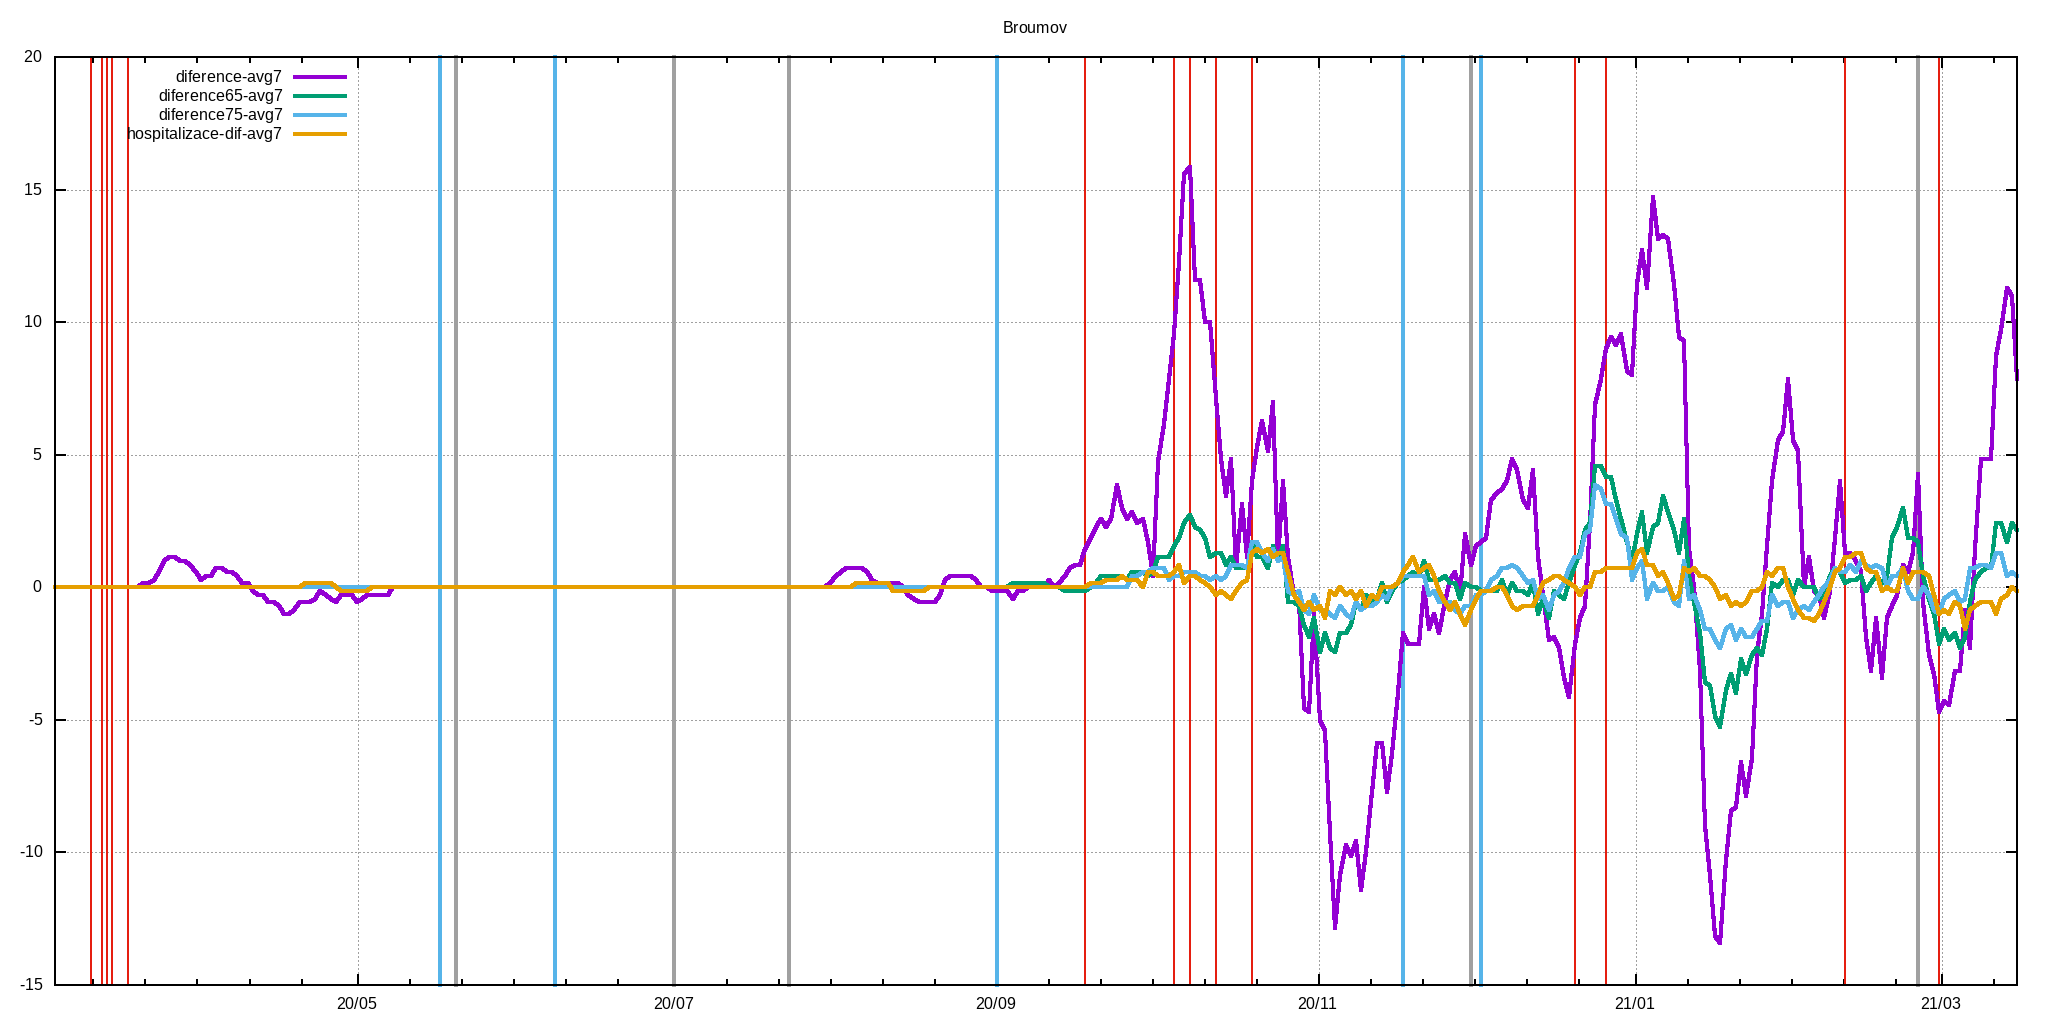 Broumov
diference-avg7
diference65-avg7
diference75-avg7
hospitalizace-dif-avg7
20
15
10
5
0
-5
-10
-15
20/05 20/07 20/09 20/11 21/01 21/03